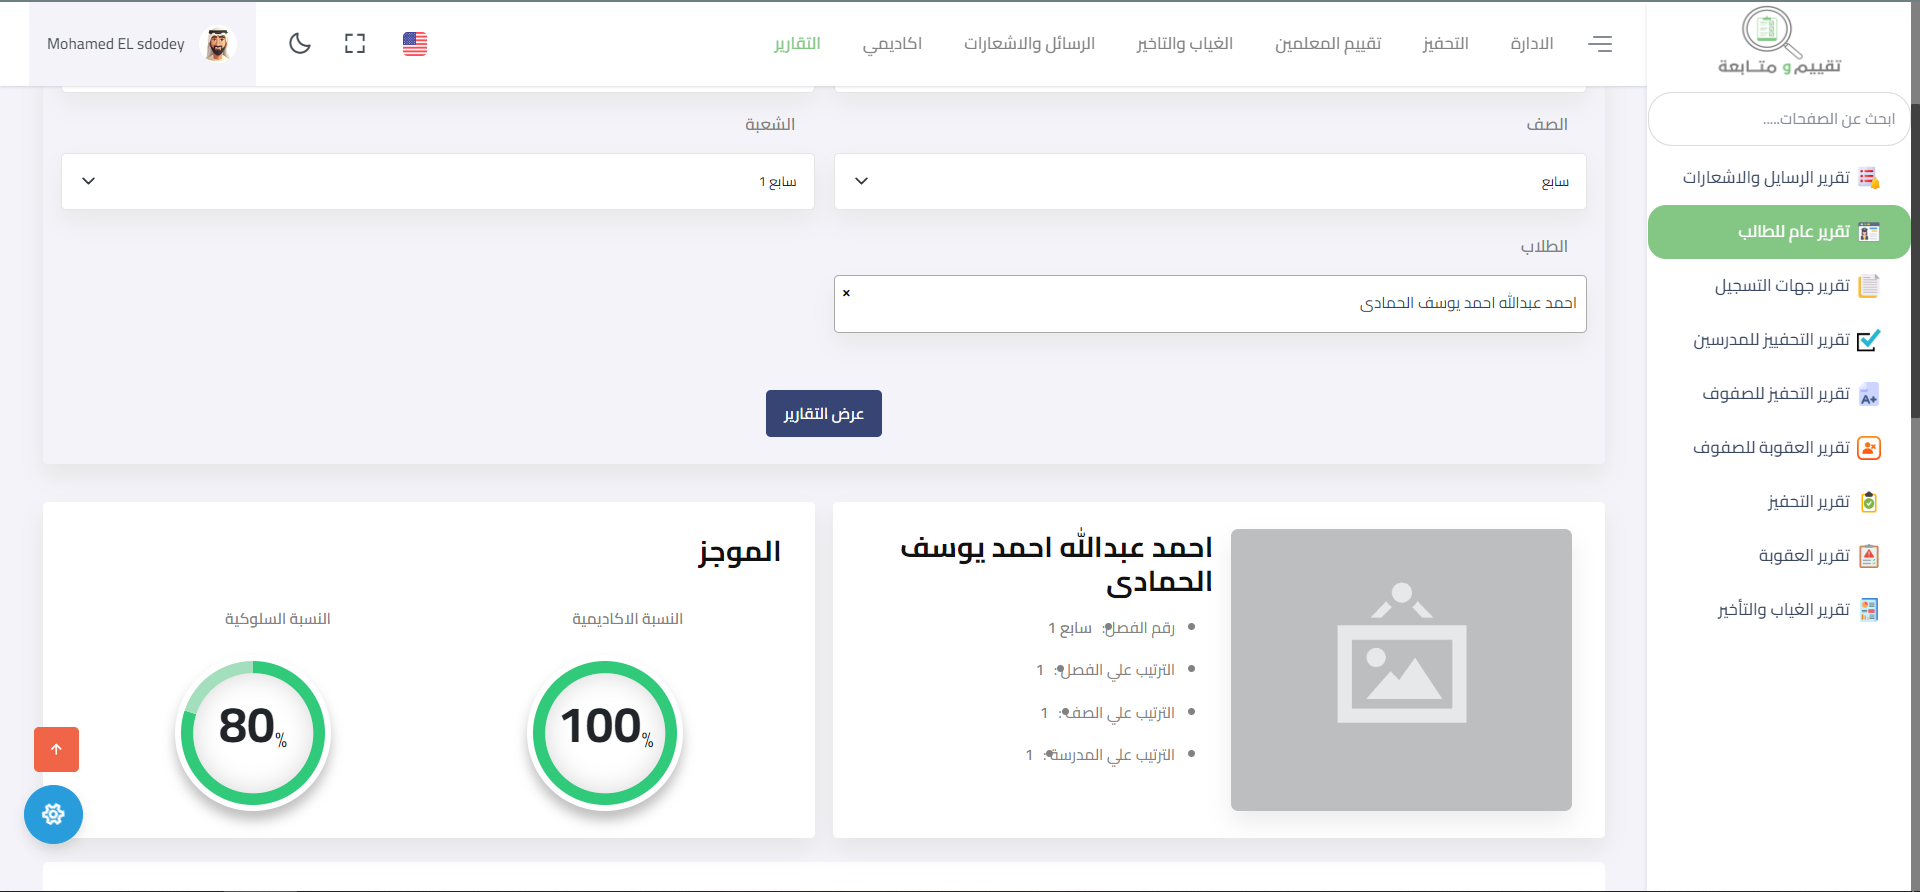 تقييم و متـابعة
الادارة
التحفيز
تقييم المعلمين
الغياب والتاخير
الرسائل والاشعارات
اكاديمي
التقارير
Mohamed EL sdodey
ابحث عن الصفحات.....
تقرير الرسايل والاشعارات
تقرير عام للطالب
تقرير جهات التسجيل
تقرير التحفييز للمدرسين
تقرير التحفيز للصفوف
تقرير العقوبة للصفوف
تقرير التحفيز
تقرير العقوبة
تقرير الغياب والتأخير
الصف
الشعبة
سابع
سابع 1
الطلاب
احمد عبدالله احمد يوسف الحمادى
×
عرض التقارير
احمد عبدالله احمد يوسف
الحمادى
رقم الفصل: سابع 1
الترتيب علي الفصل: 1
الترتيب علي الصف: 1
الترتيب علي المدرسة: 1
الموجز
النسبة الاكاديمية
النسبة السلوكية
100%
80%